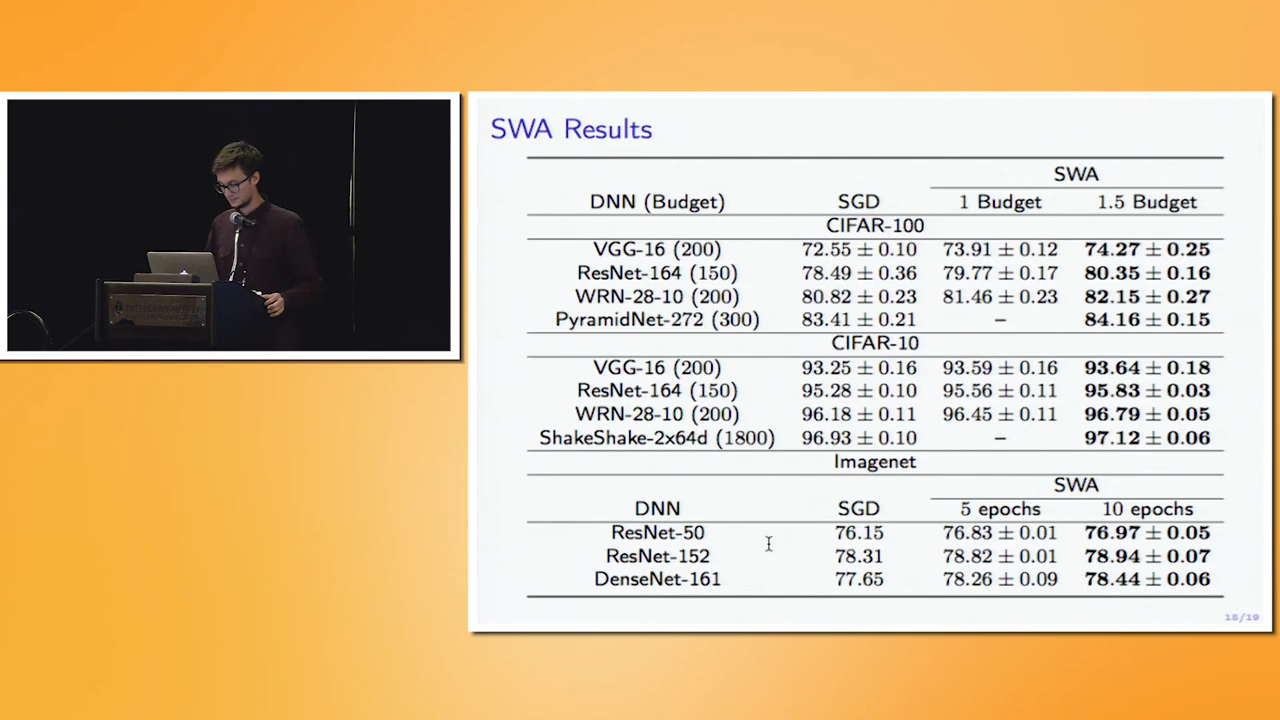 SWA Results
SWA
DNN (Budget) SGD 1 Budget 1.5 Budget
CIFAR-100
VGG-16 (200) 72.55 ± 0.10 73.91 ± 0.12 74.27 ± 0.25
ResNet-164 (150) 78.49 ± 0.36 79.77 ± 0.17 80.35 ± 0.16
WRN-28-10 (200) 80.82 ± 0.23 81.46 ± 0.23 82.15 ± 0.27
PyramidNet-272 (300) 83.41 ± 0.21 – 84.16 ± 0.15
CIFAR-10
VGG-16 (200) 93.25 ± 0.16 93.59 ± 0.16 93.64 ± 0.18
ResNet-164 (150) 95.28 ± 0.10 95.56 ± 0.11 95.83 ± 0.03
WRN-28-10 (200) 96.18 ± 0.11 96.45 ± 0.11 96.79 ± 0.05
ShakeShake-2x64d (1800) 96.93 ± 0.10 – 97.12 ± 0.06
Imagenet
SWA
DNN SGD 5 epochs 10 epochs
ResNet-50 76.15 76.83 ± 0.01 76.97 ± 0.05
ResNet-152 78.31 78.82 ± 0.01 78.94 ± 0.07
DenseNet-161 77.65 78.26 ± 0.09 78.44 ± 0.06
15/19